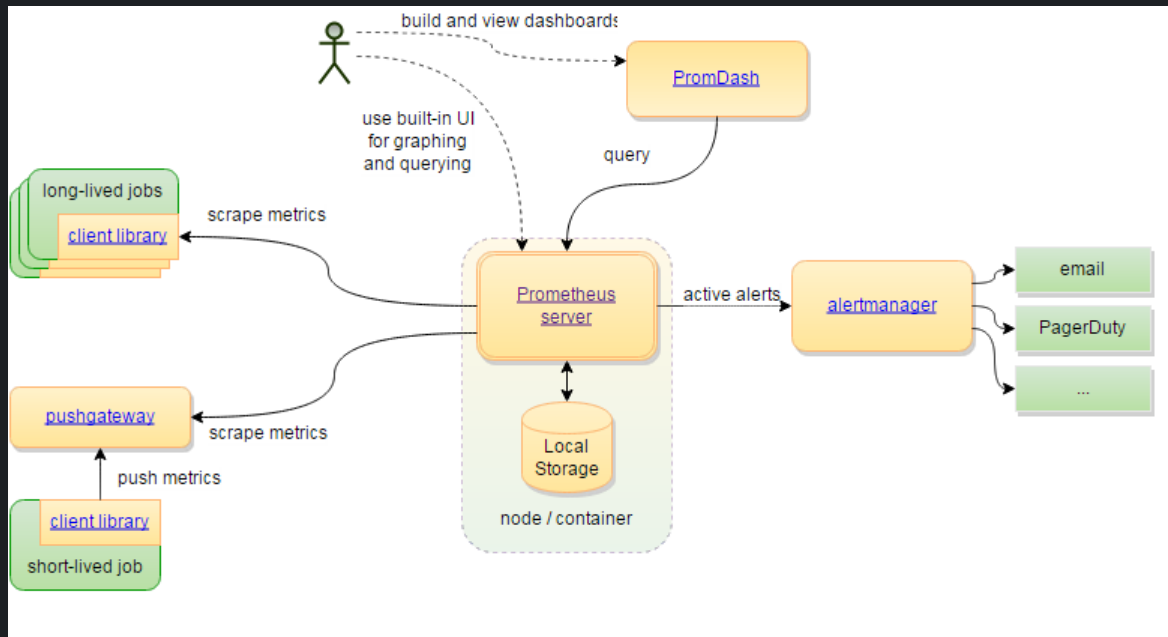 build and view dashboards
PromDash
use built-in UI
for graphing
and querying
query
long-lived jobs
client library
scrape metrics
Prometheus
server
active alerts
alertmanager
email
PagerDuty
...
pushgateway
scrape metrics
Local
Storage
push metrics
client library
short-lived job
node / container